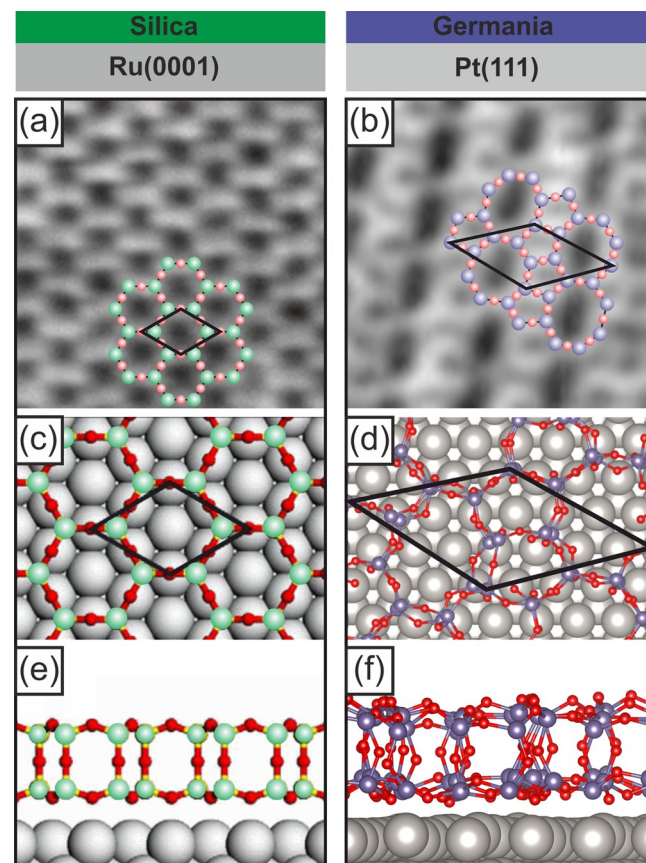 Silica
Germania
Ru(0001)
Pt(111)
(a)
(b)
(c)
(d)
(e)
(f)